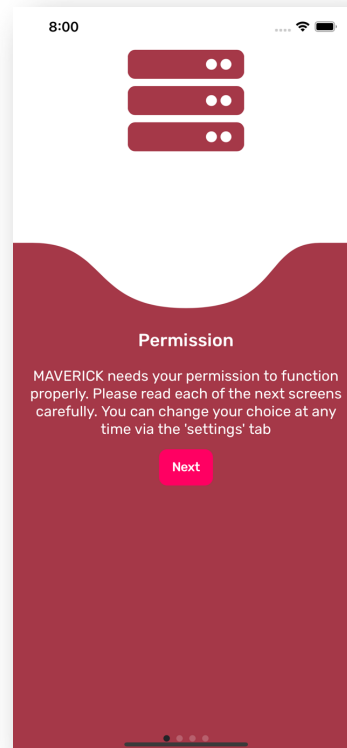 8:00
Permission
MAVERICK needs your permission to function
properly. Please read each of the next screens
carefully. You can change your choice at any
time via the 'settings' tab
Next